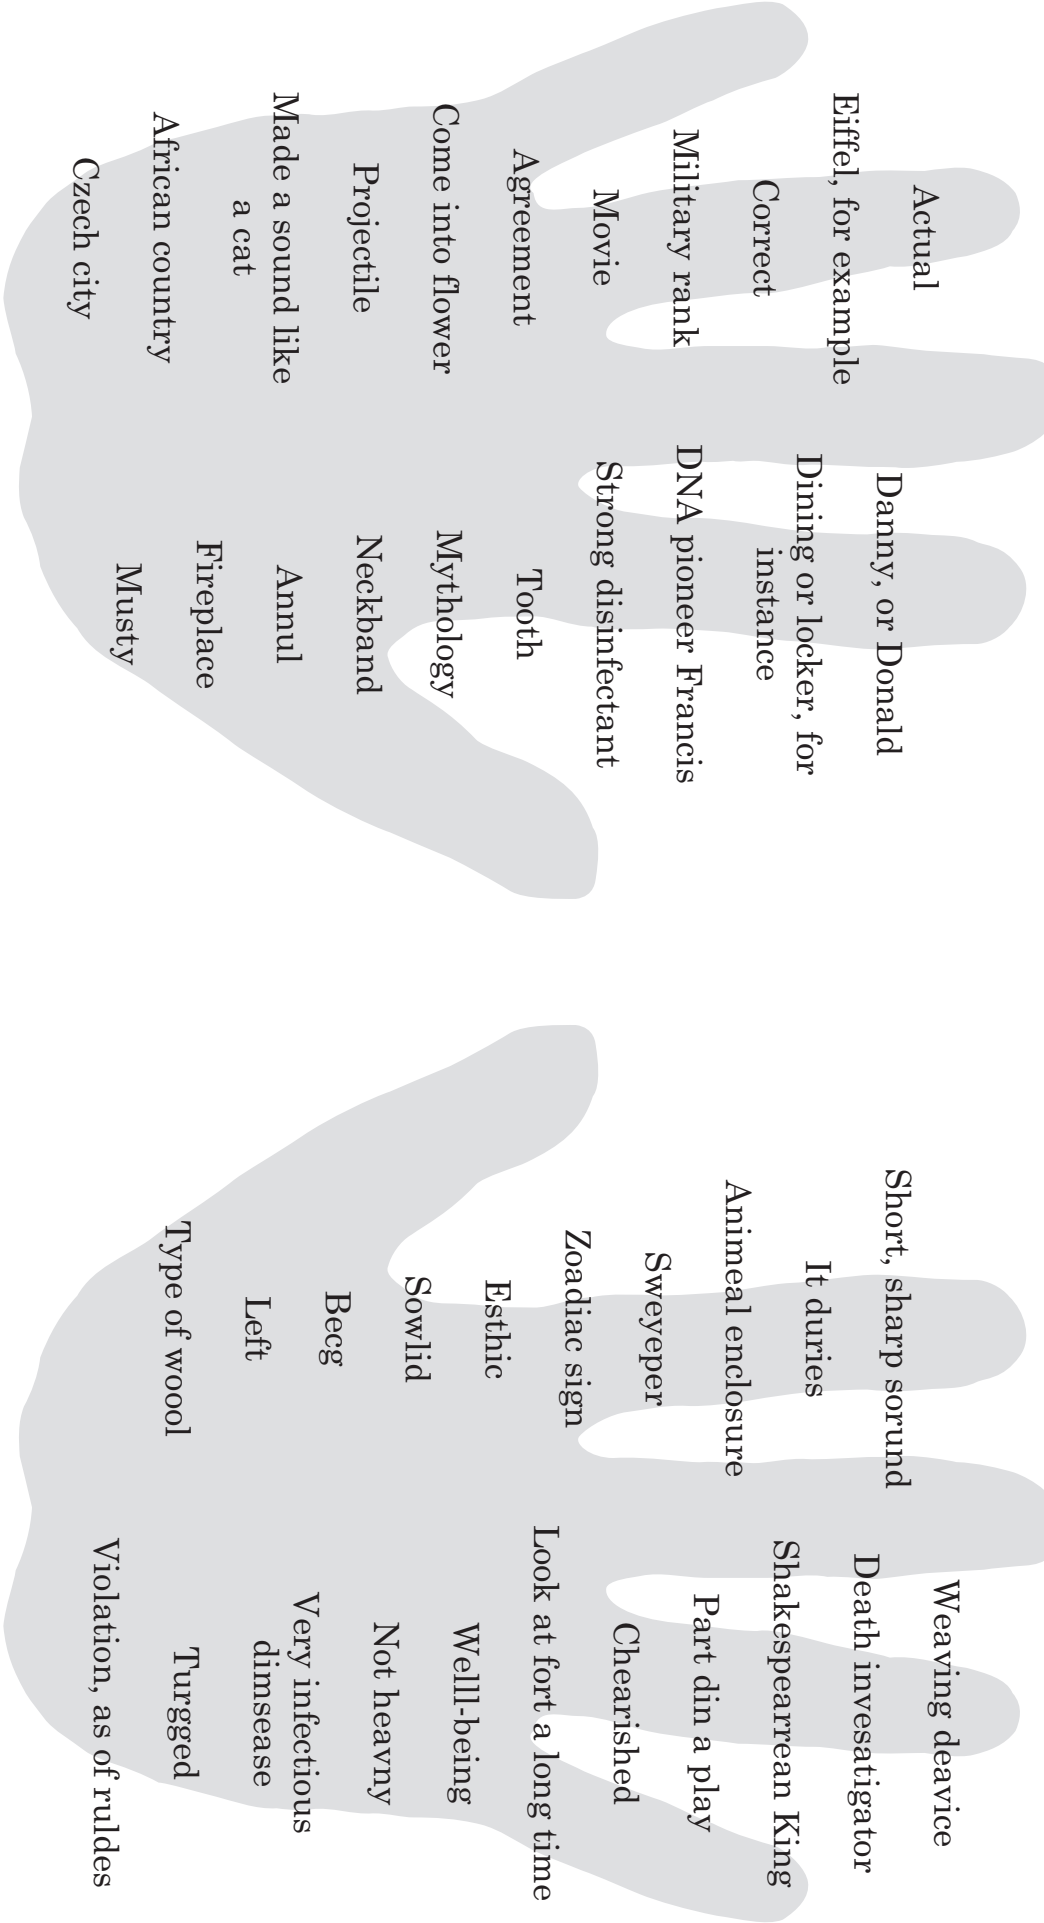 Actual
Eiffel, for example
Correct
Military rank
Movie
Agreement
Come into flower
Projectile
Made a sound like
a cat
African country
Czech city
Danny, or Donald
Dining or locker, for
instance
DNA pioneer Francis
Strong disinfectant
Tooth
Mythology
Neckband
Annul
Fireplace
Musty
Short, sharp sorund
It duries
Animeal enclosure
Sweyeper
Zoadiac sign
Esthic
Sowlid
Becg
Left
Type of woool
Weaving deavice
Death invesatigator
Shakespearrean King
Part din a play
Chearished
Look at fort a long time
Welll-being
Not heavny
Very infectious
dimsease
Turgged
Violation, as of ruldes